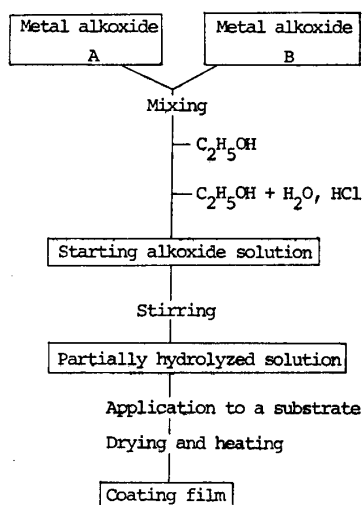 Metal alkoxide Metal alkoxide
A B
Mixing
C₂H₅OH
C₂H₅OH + H₂O, HCl
Starting alkoxide solution
Stirring
Partially hydrolyzed solution
Application to a substrate
Drying and heating
Coating film